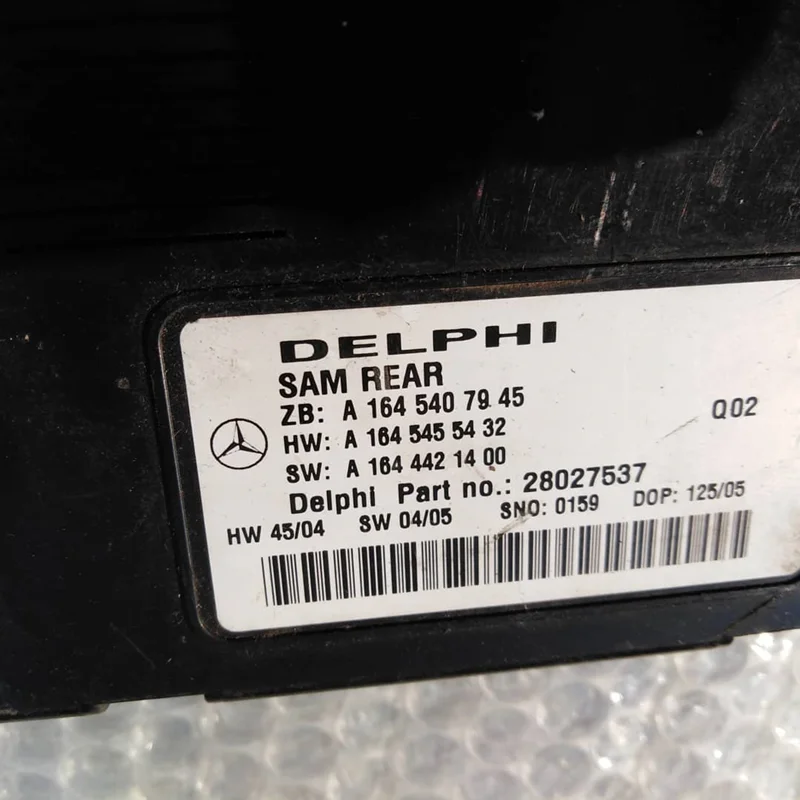 DELPHI
SAM REAR
ZB: A 164 540 79 45
HW: A 164 545 54 32
Q02
SW: A 164 442 14 00
Delphi Part no.: 28027537
HW 45/04 SW 04/05 SNO: 0159 DOP: 125/05